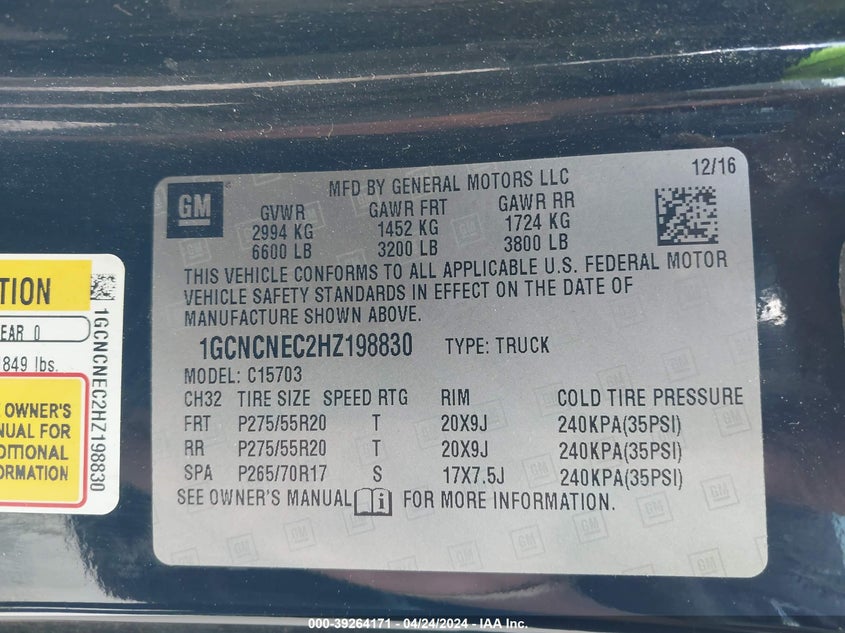 MFD BY GENERAL MOTORS LLC 12/16
GM
GVWR GAWR FRT GAWR RR
2994 KG 1452 KG 1724 KG
6600 LB 3200 LB 3800 LB
THIS VEHICLE CONFORMS TO ALL APPLICABLE U.S. FEDERAL MOTOR
VEHICLE SAFETY STANDARDS IN EFFECT ON THE DATE OF
MANUFACTURE SHOWN ABOVE.
1GCNCNEC2HZ198830 TYPE: TRUCK
MODEL: C15703
CH32 TIRE SIZE SPEED RTG RIM COLD TIRE PRESSURE
FRT P275/55R20 T 20X9J 240KPA(35PSI)
RR P275/55R20 T 20X9J 240KPA(35PSI)
SPA P265/70R17 S 17X7.5J 240KPA(35PSI)
SEE OWNER'S MANUAL FOR MORE INFORMATION.
TION
EAR 0
849 lbs.
OWNER'S
NUAL FOR
DITIONAL
ORMATION
1GCNCNEC2HZ198830
000-39264171 - 04/24/2024 - IAA Inc.